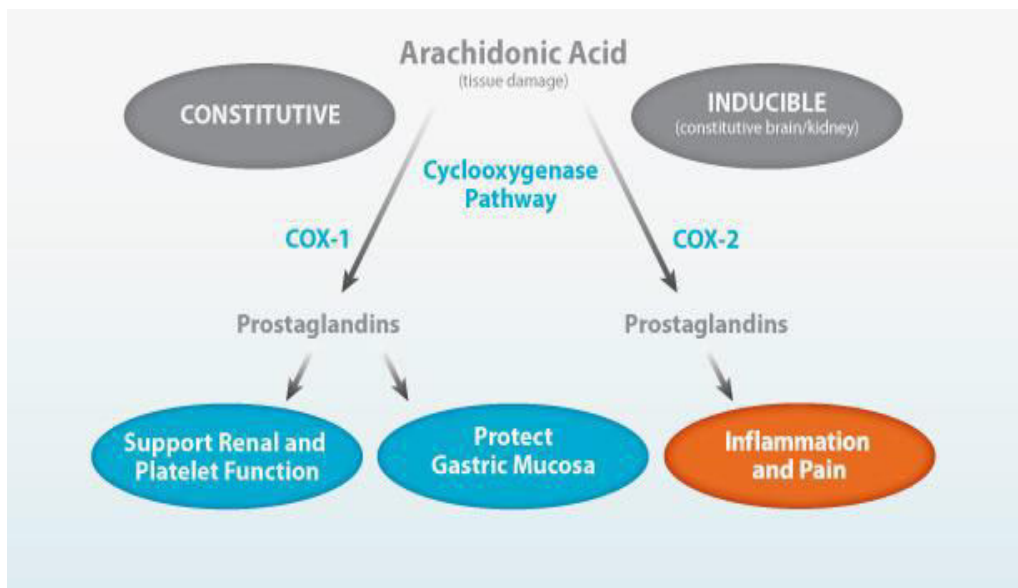 Arachidonic Acid
(tissue damage)
CONSTITUTIVE
INDUCIBLE
(constitutive brain/kidney)
Cyclooxygenase
Pathway
COX-1
COX-2
Prostaglandins
Prostaglandins
Support Renal and
Platelet Function
Protect
Gastric Mucosa
Inflammation
and Pain